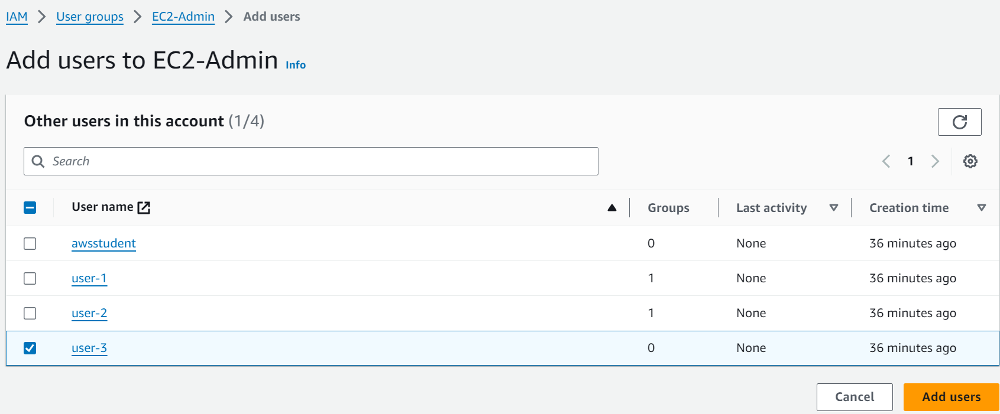 IAM > User groups > EC2-Admin > Add users
Add users to EC2-Admin Info
Other users in this account (1/4)
Search
1
User name Groups Last activity Creation time
awsstudent 0 None 36 minutes ago
user-1 1 None 36 minutes ago
user-2 1 None 36 minutes ago
user-3 0 None 36 minutes ago
Cancel Add users